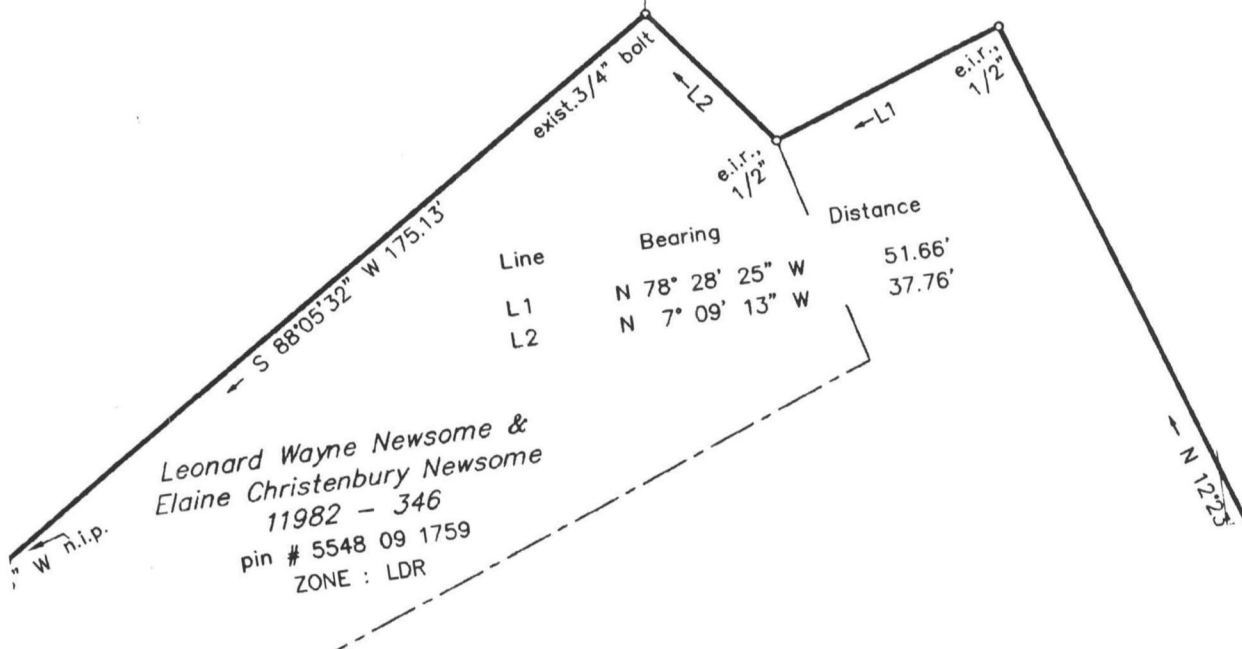 exist.3/4" bolt
L2
L1
e.i.r.,
1/2"
e.i.r.,
1/2"
S 88°05'32" W 175.13'
Line Bearing Distance
L1 N 78° 28' 25" W 51.66'
L2 N 7° 09' 13" W 37.76'
Leonard Wayne Newsome &
Elaine Christenbury Newsome
11982 - 346
pin # 5548 09 1759
ZONE : LDR
" W n.i.p.
N 12°23'